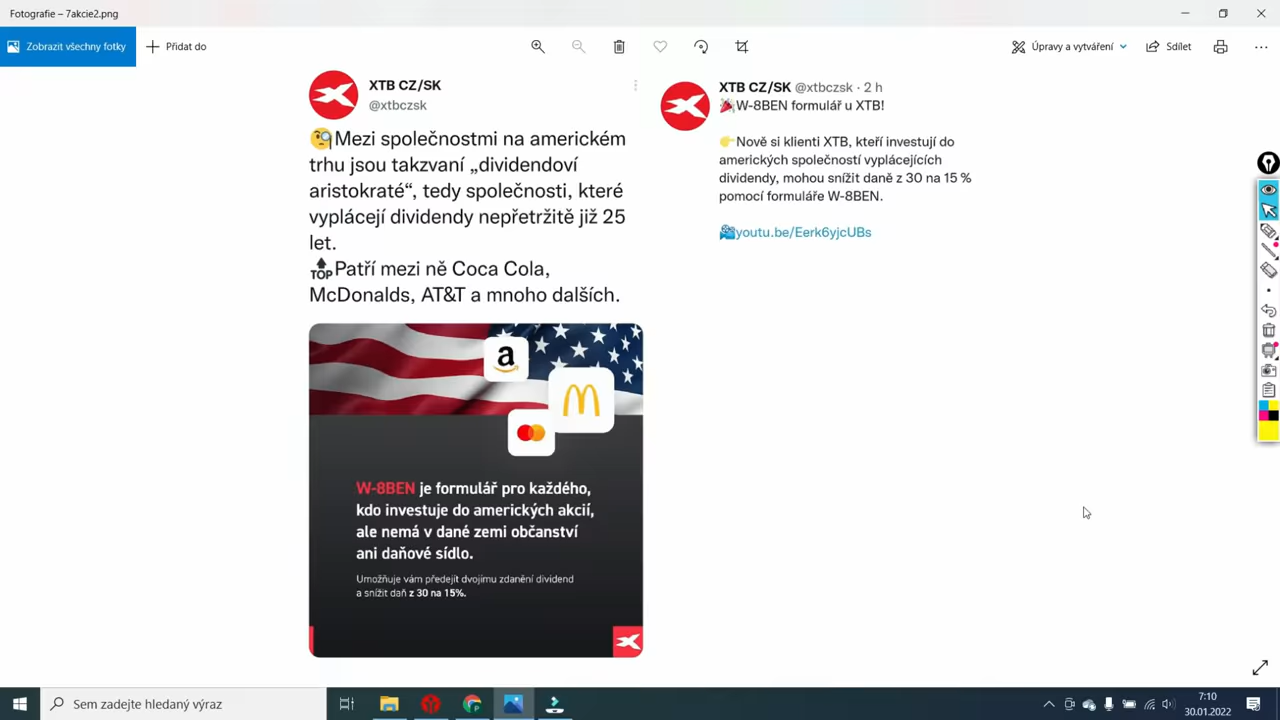 Fotografie – 7akcie2.png
Zobrazit všechny fotky
Přidat do
Úpravy a vytváření
Sdílet
XTB CZ/SK
@xtbczsk
🧐Mezi společnostmi na americkém
trhu jsou takzvaní „dividendoví
aristokraté“, tedy společnosti, které
vyplácejí dividendy nepřetržitě již 25
let.
🔝Patří mezi ně Coca Cola,
McDonalds, AT&T a mnoho dalších.
a
W-8BEN je formulář pro každého,
kdo investuje do amerických akcií,
ale nemá v dané zemi občanství
ani daňové sídlo.
Umožňuje vám předejít dvojímu zdanění dividend
a snížit daň z 30 na 15%.
XTB CZ/SK @xtbczsk · 2 h
🎉W-8BEN formulář u XTB!
👉Nově si klienti XTB, kteří investují do
amerických společností vyplácejících
dividendy, mohou snížit daně z 30 na 15 %
pomocí formuláře W-8BEN.
youtu.be/Eerk6yjcUBs
Sem zadejte hledaný výraz
7:10
30.01.2022